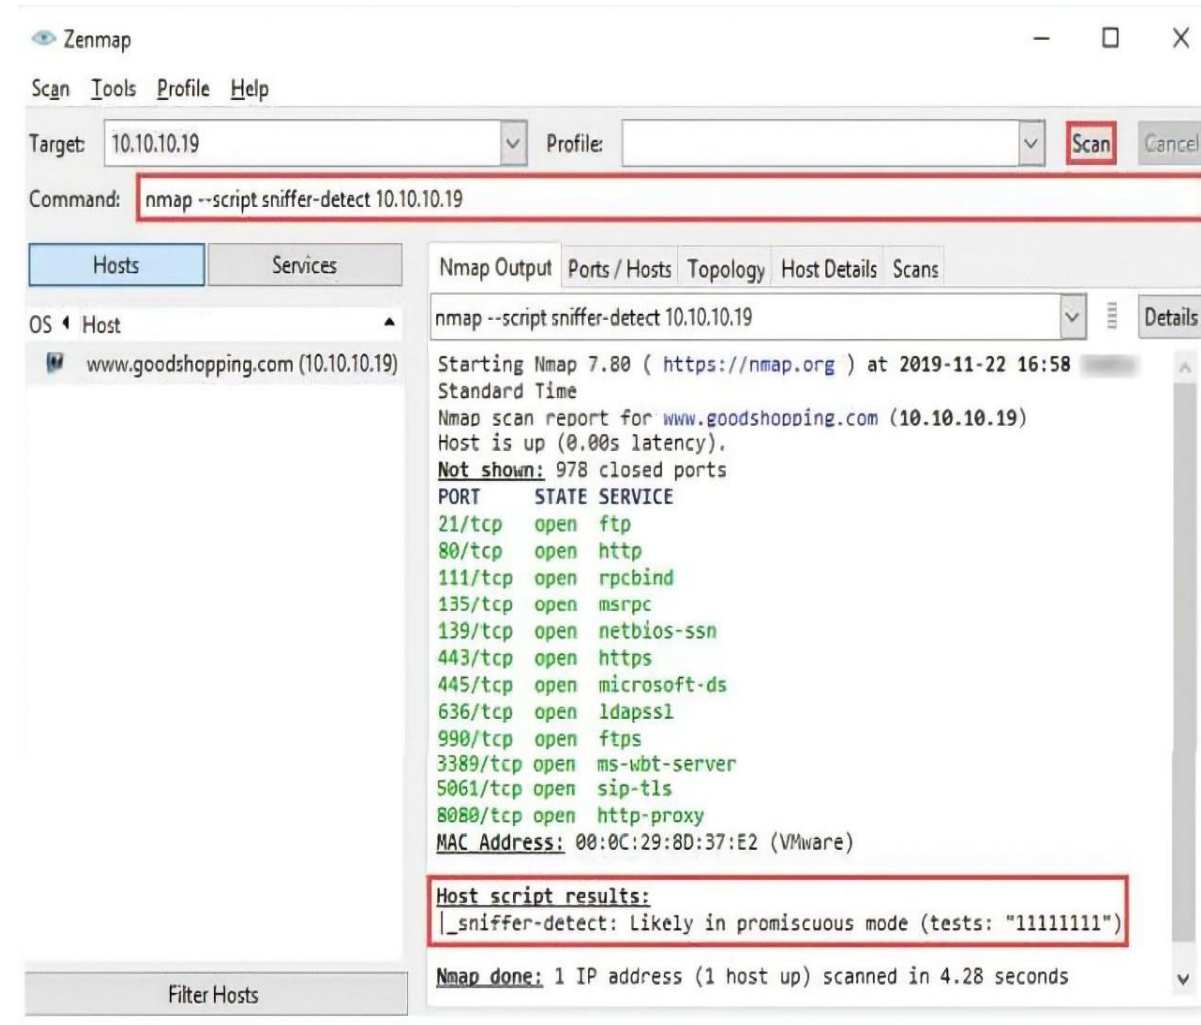 Zenmap
Scan Tools Profile Help
Target: 10.10.10.19 Profile: Scan Cancel
Command: nmap --script sniffer-detect 10.10.10.19
Hosts Services
Nmap Output Ports / Hosts Topology Host Details Scans
OS Host
www.goodshopping.com (10.10.10.19)
nmap --script sniffer-detect 10.10.10.19 Details
Starting Nmap 7.80 ( https://nmap.org ) at 2019-11-22 16:58
Standard Time
Nmap scan report for www.goodshopping.com (10.10.10.19)
Host is up (0.00s latency).
Not shown: 978 closed ports
PORT STATE SERVICE
21/tcp open ftp
80/tcp open http
111/tcp open rpcbind
135/tcp open msrpc
139/tcp open netbios-ssn
443/tcp open https
445/tcp open microsoft-ds
636/tcp open ldapssl
990/tcp open ftps
3389/tcp open ms-wbt-server
5061/tcp open sip-tls
8080/tcp open http-proxy
MAC Address: 00:0C:29:8D:37:E2 (VMware)
Host script results:
|_sniffer-detect: Likely in promiscuous mode (tests: "11111111")
Nmap done: 1 IP address (1 host up) scanned in 4.28 seconds
Filter Hosts